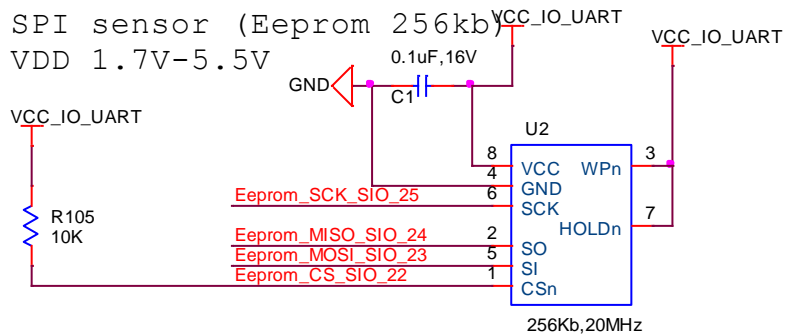 SPI sensor (Eeprom 256kb)
VDD 1.7V-5.5V
VCC_IO_UART
VCC_IO_UART
0.1uF,16V
GND
C1
VCC_IO_UART
U2
8
VCC
WPn
3
4
GND
Eeprom_SCK_SIO_25
6
SCK
R105
10K
HOLDn
7
Eeprom_MISO_SIO_24
2
SO
Eeprom_MOSI_SIO_23
5
SI
Eeprom_CS_SIO_22
1
CSn
256Kb,20MHz